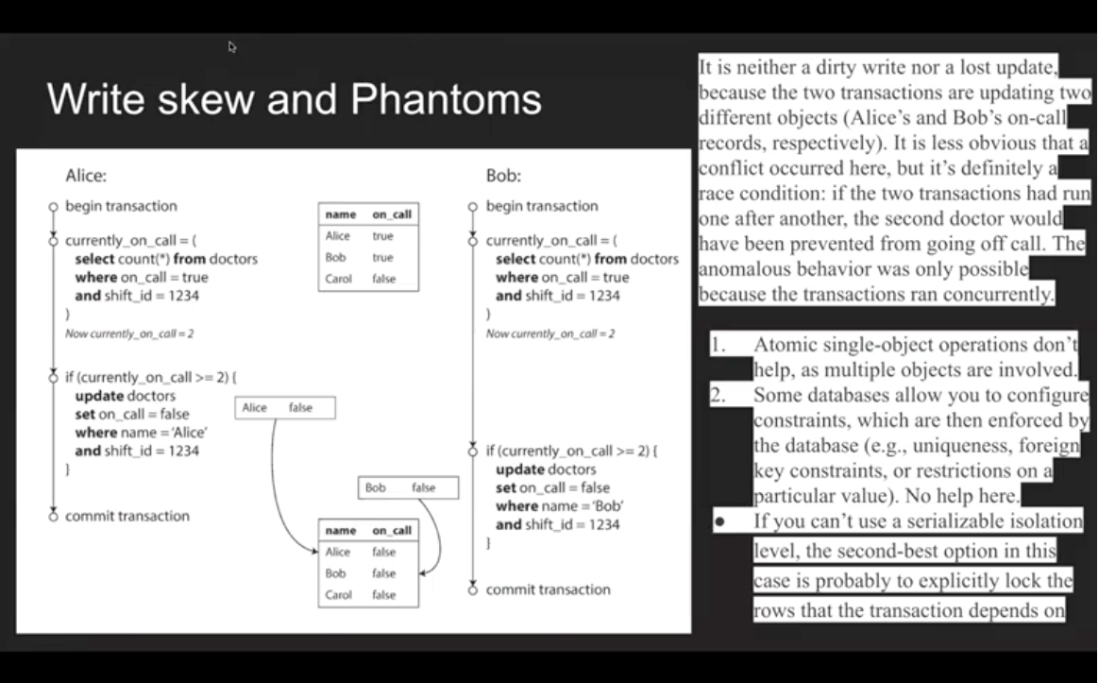 Write skew and Phantoms
Alice:
begin transaction
currently_on_call = (
select count(*) from doctors
where on_call = true
and shift_id = 1234
)
Now currently_on_call = 2
if (currently_on_call >= 2) {
update doctors
set on_call = false
where name = ‘Alice’
and shift_id = 1234
}
commit transaction
name on_call
Alice true
Bob true
Carol false
Alice false
Bob false
name on_call
Alice false
Bob false
Carol false
Bob:
begin transaction
currently_on_call = (
select count(*) from doctors
where on_call = true
and shift_id = 1234
)
Now currently_on_call = 2
if (currently_on_call >= 2) {
update doctors
set on_call = false
where name = ‘Bob’
and shift_id = 1234
}
commit transaction
It is neither a dirty write nor a lost update,
because the two transactions are updating two
different objects (Alice’s and Bob’s on-call
records, respectively). It is less obvious that a
conflict occurred here, but it’s definitely a
race condition: if the two transactions had run
one after another, the second doctor would
have been prevented from going off call. The
anomalous behavior was only possible
because the transactions ran concurrently.
1. Atomic single-object operations don’t
help, as multiple objects are involved.
2. Some databases allow you to configure
constraints, which are then enforced by
the database (e.g., uniqueness, foreign
key constraints, or restrictions on a
particular value). No help here.
● If you can’t use a serializable isolation
level, the second-best option in this
case is probably to explicitly lock the
rows that the transaction depends on